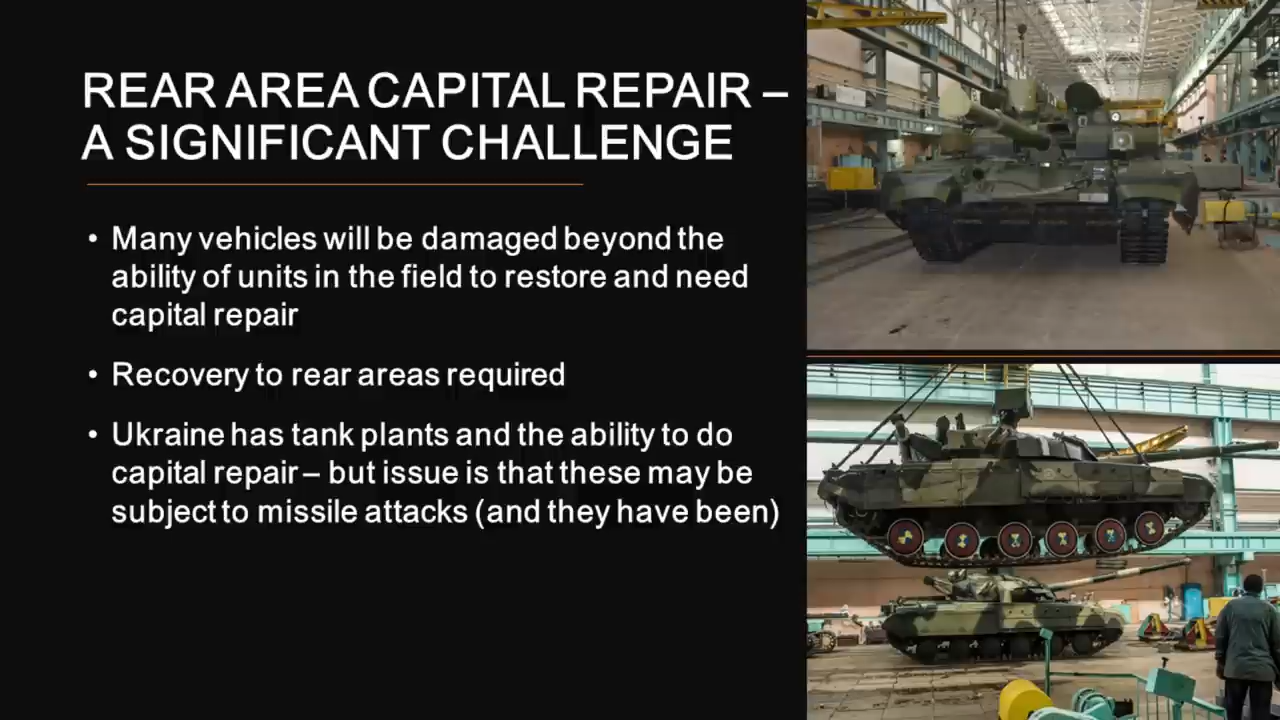 REAR AREA CAPITAL REPAIR –
A SIGNIFICANT CHALLENGE
• Many vehicles will be damaged beyond the
ability of units in the field to restore and need
capital repair
• Recovery to rear areas required
• Ukraine has tank plants and the ability to do
capital repair – but issue is that these may be
subject to missile attacks (and they have been)